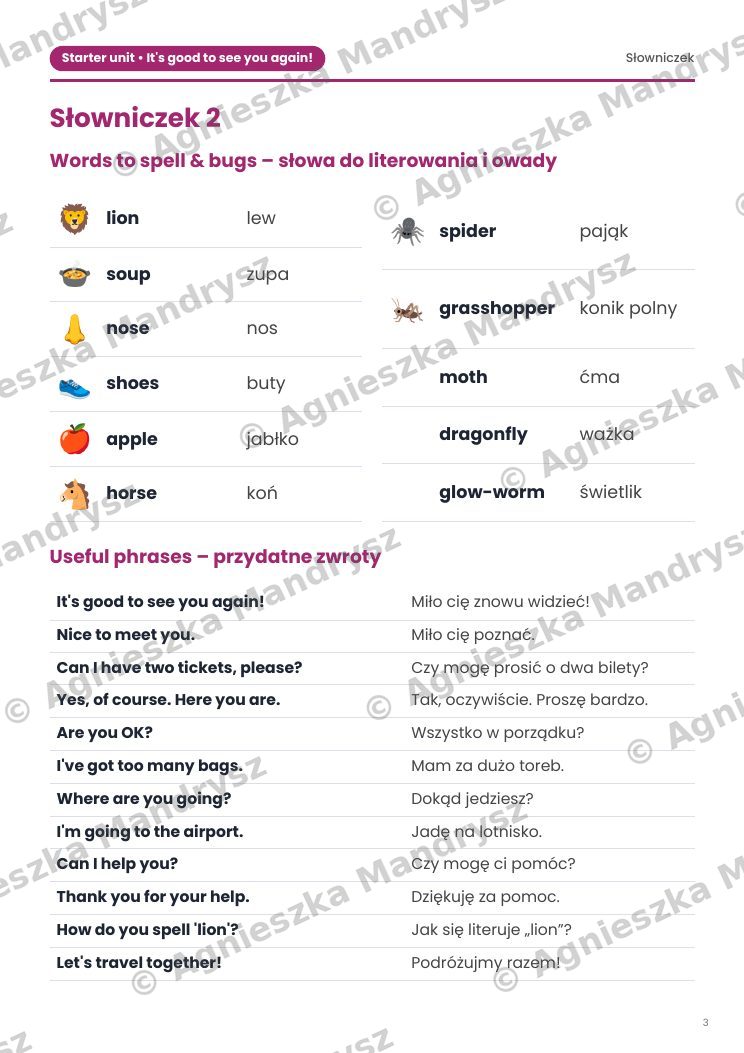 Starter unit • It's good to see you again!
Słowniczek
Słowniczek 2
Words to spell & bugs – słowa do literowania i owady
lion lew
soup zupa
nose nos
shoes buty
apple jabłko
horse koń
spider pająk
grasshopper konik polny
moth ćma
dragonfly ważka
glow-worm świetlik
Useful phrases – przydatne zwroty
It's good to see you again! Miło cię znowu widzieć!
Nice to meet you. Miło cię poznać.
Can I have two tickets, please? Czy mogę prosić o dwa bilety?
Yes, of course. Here you are. Tak, oczywiście. Proszę bardzo.
Are you OK? Wszystko w porządku?
I've got too many bags. Mam za dużo toreb.
Where are you going? Dokąd jedziesz?
I'm going to the airport. Jadę na lotnisko.
Can I help you? Czy mogę ci pomóc?
Thank you for your help. Dziękuję za pomoc.
How do you spell 'lion'? Jak się literuje „lion”?
Let's travel together! Podróżujmy razem!
3
© Agnieszka Mandrysz